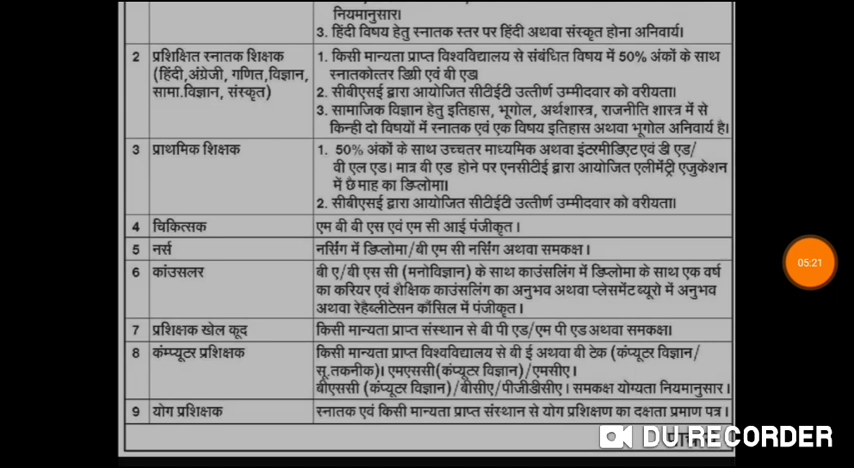 नियमानुसार।
3. हिंदी विषय हेतु स्नातक स्तर पर हिंदी अथवा संस्कृत होना अनिवार्य।
2 प्रशिक्षित स्नातक शिक्षक
(हिंदी,अंग्रेजी, गणित,विज्ञान,
सामा.विज्ञान, संस्कृत)
1. किसी मान्यता प्राप्त विश्वविद्यालय से संबंधित विषय में 50% अंकों के साथ
स्नातकोत्तर डिग्री एवं बी एड।
2. सीबीएसई द्वारा आयोजित सीटीईटी उत्तीर्ण उम्मीदवार को वरीयता।
3. सामाजिक विज्ञान हेतु इतिहास, भूगोल, अर्थशास्त्र, राजनीति शास्त्र में से
किन्ही दो विषयों में स्नातक एवं एक विषय इतिहास अथवा भूगोल अनिवार्य है।
3 प्राथमिक शिक्षक
1. 50% अंकों के साथ उच्चतर माध्यमिक अथवा इंटरमीडिएट एवं डी एड/
बी एल एड। मात्र बी एड होने पर एनसीटीई द्वारा आयोजित एलीमेंट्री एजुकेशन
में छै माह का डिप्लोमा।
2. सीबीएसई द्वारा आयोजित सीटीईटी उत्तीर्ण उम्मीदवार को वरीयता।
4 चिकित्सक एम बी बी एस एवं एम सी आई पंजीकृत।
5 नर्स नर्सिंग में डिप्लोमा/बी एम सी नर्सिंग अथवा समकक्ष।
6 कांउसलर बी ए/बी एस सी (मनोविज्ञान) के साथ काउंसलिंग में डिप्लोमा के साथ एक वर्ष
का करियर एवं शैक्षिक काउंसलिंग का अनुभव अथवा प्लेसमेंट ब्यूरो में अनुभव
अथवा रेहैब्लीटेसन कौंसिल में पंजीकृत।
7 प्रशिक्षक खेल कूद किसी मान्यता प्राप्त संस्थान से बी पी एड/एम पी एड अथवा समकक्ष।
8 कंम्प्यूटर प्रशिक्षक किसी मान्यता प्राप्त विश्वविद्यालय से बी ई अथवा बी टेक (कंप्यूटर विज्ञान/
सू.तकनीक)। एमएससी(कंप्यूटर विज्ञान)/एमसीए।
बीएससी (कंप्यूटर विज्ञान)/बीसीए/पीजीडीसीए। समकक्ष योग्यता नियमानुसार।
9 योग प्रशिक्षक स्नातक एवं किसी मान्यता प्राप्त संस्थान से योग प्रशिक्षण का दक्षता प्रमाण पत्र।
05:21
DU RECORDER